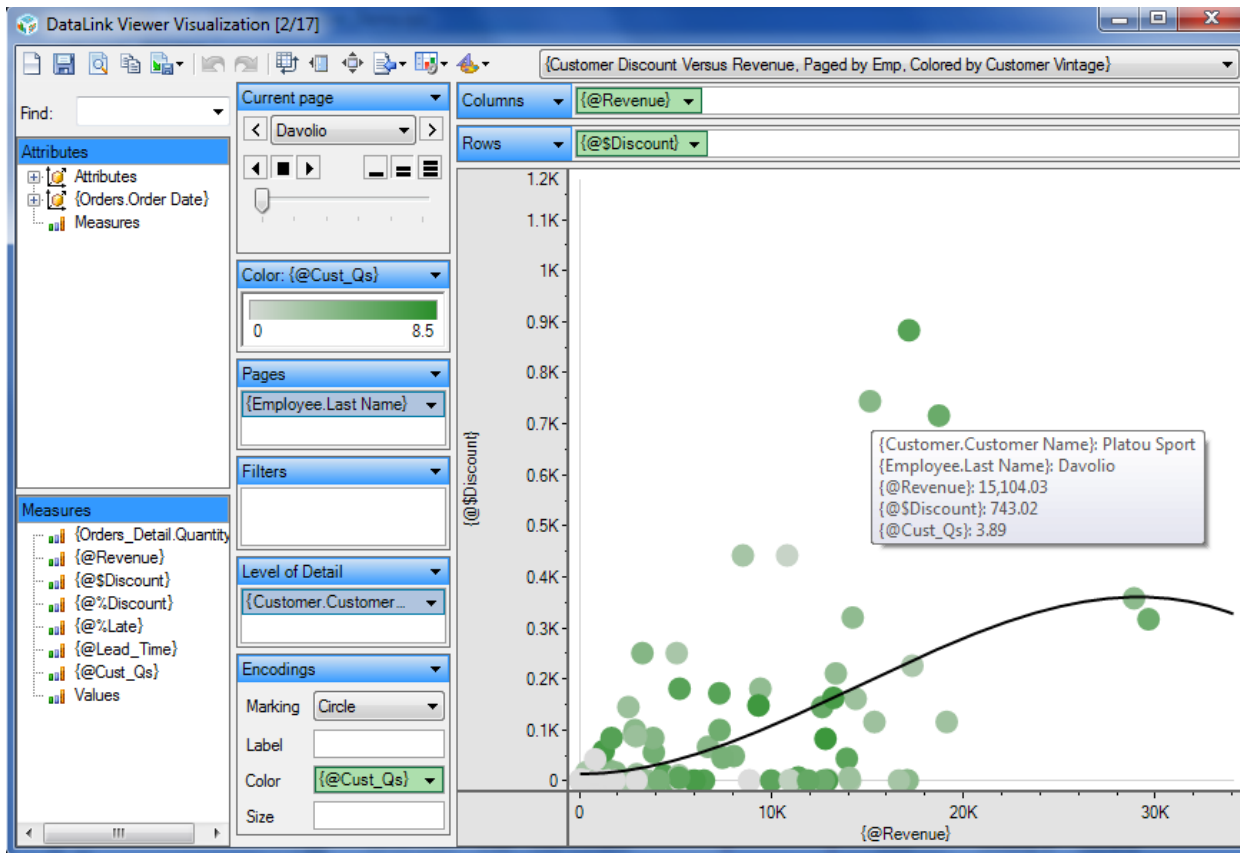 DataLink Viewer Visualization [2/17]
{Customer Discount Versus Revenue, Paged by Emp, Colored by Customer Vintage}
Find:
Attributes
Attributes
{Orders.Order Date}
Measures
Measures
{Orders_Detail.Quantity
{@Revenue}
{@$Discount}
{@%Discount}
{@%Late}
{@Lead_Time}
{@Cust_Qs}
Values
Current page
Davolio
Color: {@Cust_Qs}
0 8.5
Pages
{Employee.Last Name}
Filters
Level of Detail
{Customer.Customer...
Encodings
Marking Circle
Label
Color {@Cust_Qs}
Size
Columns {@Revenue}
Rows {@$Discount}
1.2K
1.1K
1K
0.9K
0.8K
0.7K
0.6K
0.5K
0.4K
0.3K
0.2K
0.1K
0
{@$Discount}
{Customer.Customer Name}: Platou Sport
{Employee.Last Name}: Davolio
{@Revenue}: 15,104.03
{@$Discount}: 743.02
{@Cust_Qs}: 3.89
0 10K 20K 30K
{@Revenue}